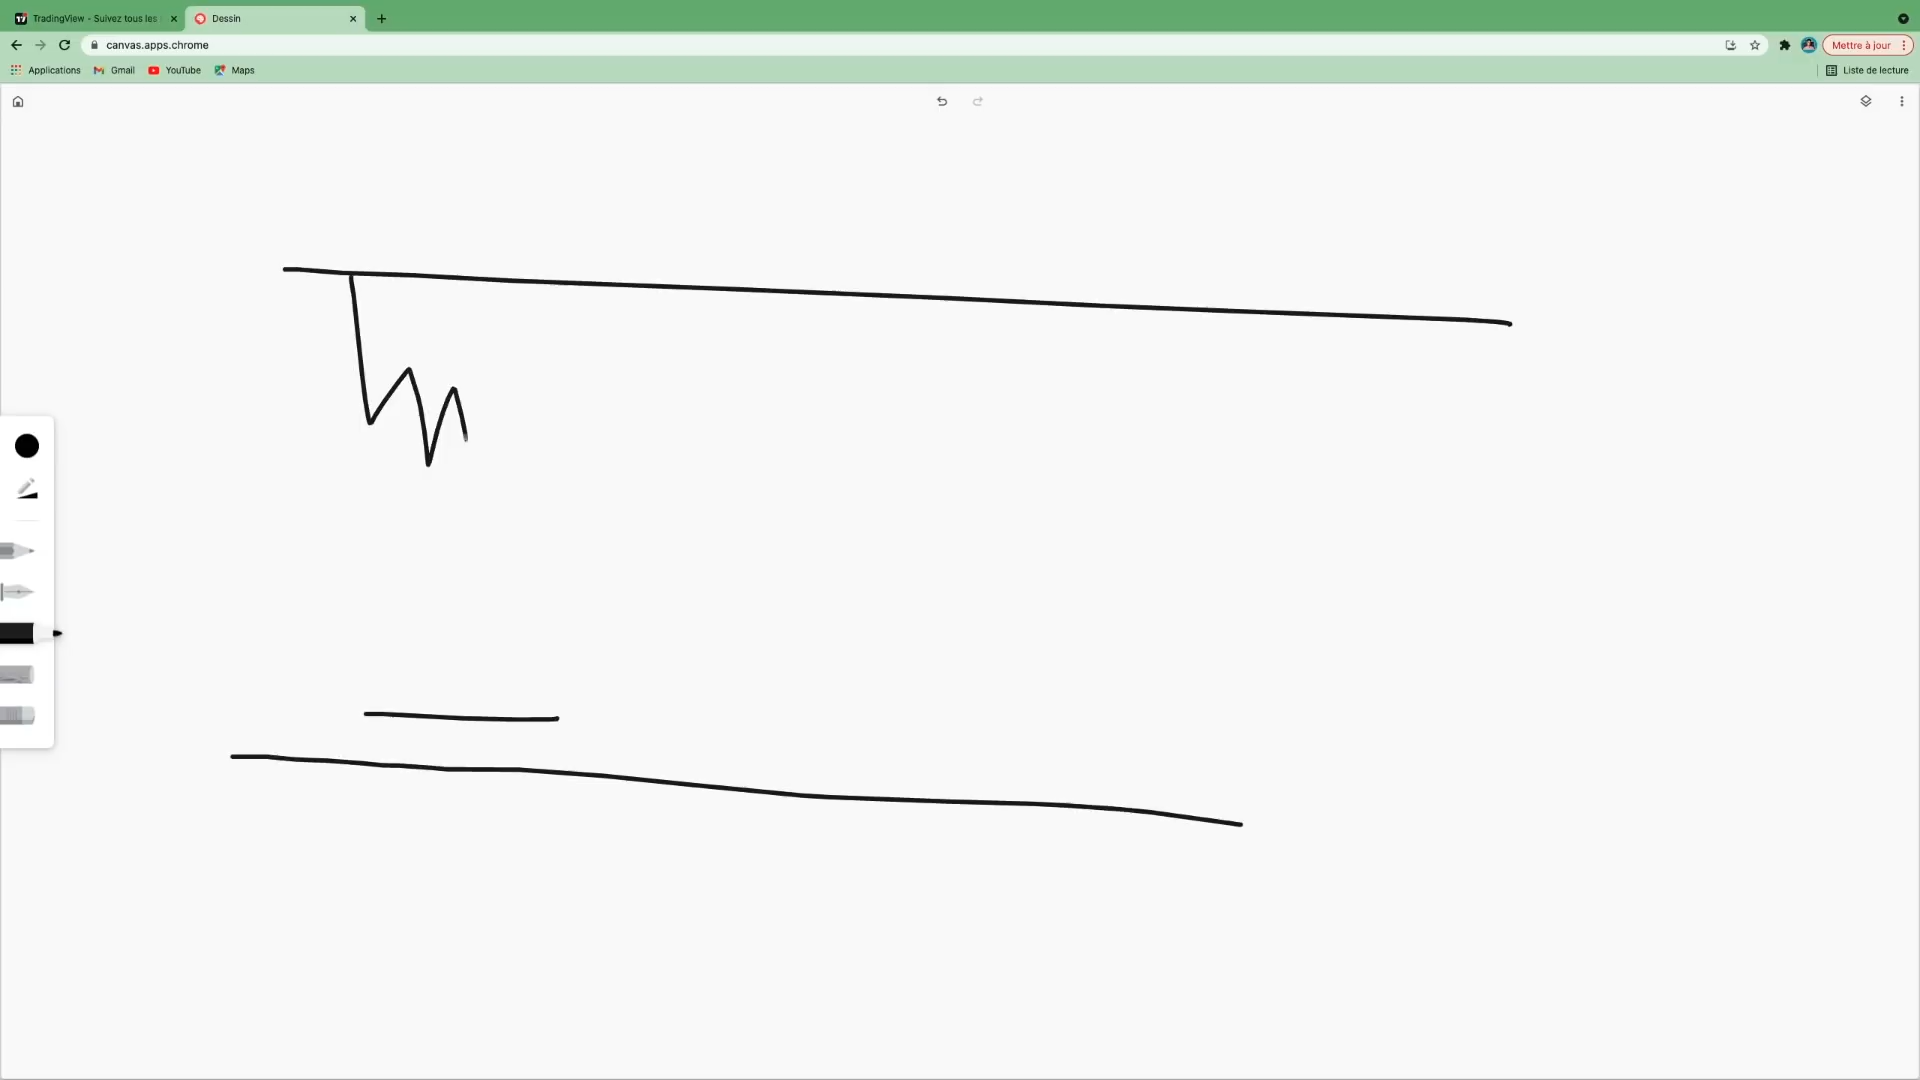 TradingView - Suivez tous les
Dessin
canvas.apps.chrome
Mettre à jour
Applications
Gmail
YouTube
Maps
Liste de lecture